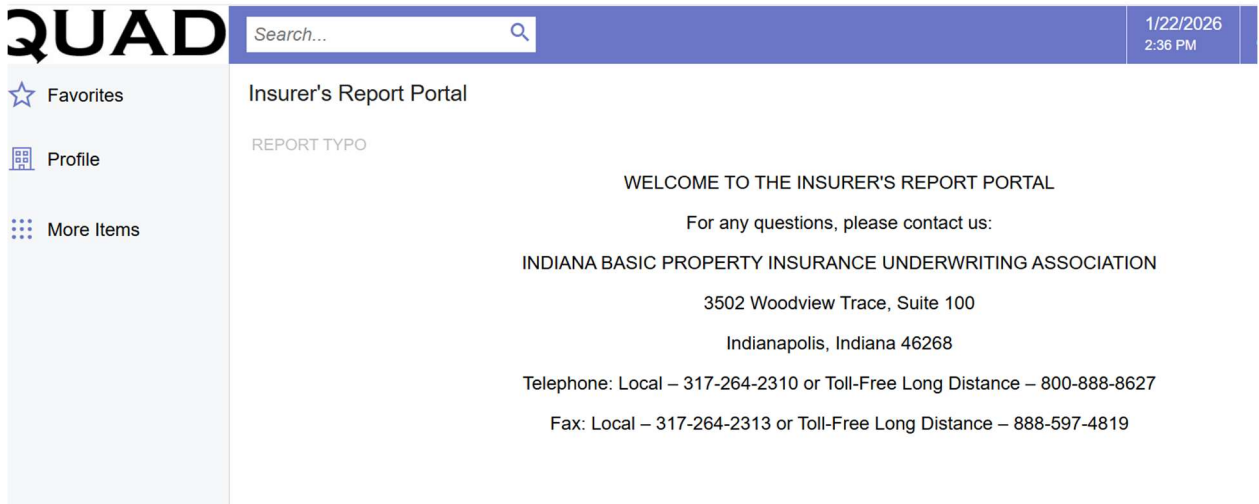 QUAD
Search...
1/22/2026
2:36 PM
Favorites
Profile
More Items
Insurer's Report Portal
REPORT TYPO
WELCOME TO THE INSURER'S REPORT PORTAL
For any questions, please contact us:
INDIANA BASIC PROPERTY INSURANCE UNDERWRITING ASSOCIATION
3502 Woodview Trace, Suite 100
Indianapolis, Indiana 46268
Telephone: Local – 317-264-2310 or Toll-Free Long Distance – 800-888-8627
Fax: Local – 317-264-2313 or Toll-Free Long Distance – 888-597-4819